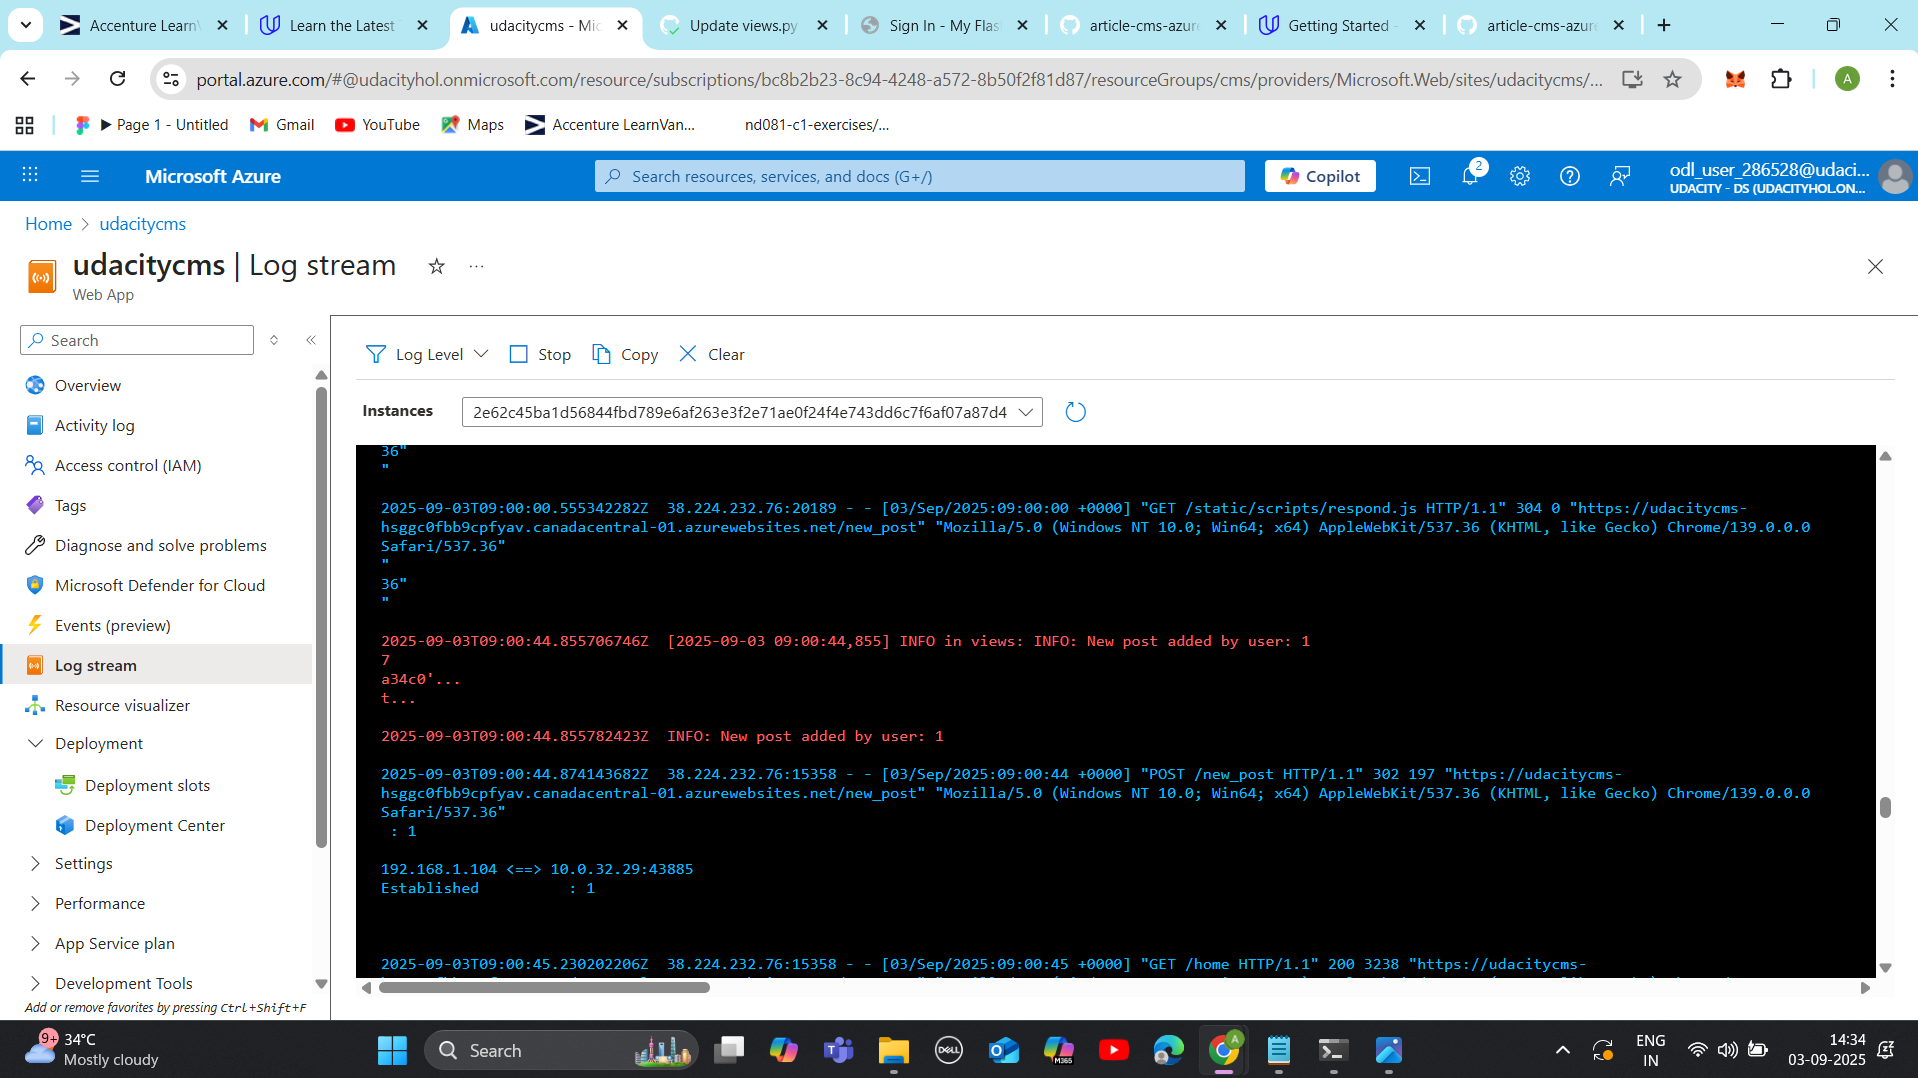 Accenture LearnV
Learn the Latest
udacitycms - Mic
Update views.py
Sign In - My Flas
article-cms-azur
Getting Started -
article-cms-azur
portal.azure.com/#@udacityhol.onmicrosoft.com/resource/subscriptions/bc8b2b23-8c94-4248-a572-8b50f2f81d87/resourceGroups/cms/providers/Microsoft.Web/sites/udacitycms/...
A
▶ Page 1 - Untitled
Gmail
YouTube
Maps
Accenture LearnVan...
nd081-c1-exercises/...
Microsoft Azure
Search resources, services, and docs (G+/)
Copilot
2
odl_user_286528@udaci...
UDACITY - DS (UDACITYHOL.ON...
Home > udacitycms
udacitycms | Log stream
Web App
Search
Overview
Activity log
Access control (IAM)
Tags
Diagnose and solve problems
Microsoft Defender for Cloud
Events (preview)
Log stream
Resource visualizer
Deployment
Deployment slots
Deployment Center
Settings
Performance
App Service plan
Development Tools
Add or remove favorites by pressing Ctrl+Shift+F
Log Level
Stop
Copy
Clear
Instances
2e62c45ba1d56844fbd789e6af263e3f2e71ae0f24f4e743dd6c7f6af07a87d4
36"
"
2025-09-03T09:00:00.555342282Z  38.224.232.76:20189 - - [03/Sep/2025:09:00:00 +0000] "GET /static/scripts/respond.js HTTP/1.1" 304 0 "https://udacitycms-
hsggc0fbb9cpfyav.canadacentral-01.azurewebsites.net/new_post" "Mozilla/5.0 (Windows NT 10.0; Win64; x64) AppleWebKit/537.36 (KHTML, like Gecko) Chrome/139.0.0.0
Safari/537.36"
"
36"
"
2025-09-03T09:00:44.855706746Z  [2025-09-03 09:00:44,855] INFO in views: INFO: New post added by user: 1
7
a34c0'...
t...
2025-09-03T09:00:44.855782423Z  INFO: New post added by user: 1
2025-09-03T09:00:44.874143682Z  38.224.232.76:15358 - - [03/Sep/2025:09:00:44 +0000] "POST /new_post HTTP/1.1" 302 197 "https://udacitycms-
hsggc0fbb9cpfyav.canadacentral-01.azurewebsites.net/new_post" "Mozilla/5.0 (Windows NT 10.0; Win64; x64) AppleWebKit/537.36 (KHTML, like Gecko) Chrome/139.0.0.0
Safari/537.36"
: 1
192.168.1.104 <==> 10.0.32.29:43885
Established : 1
2025-09-03T09:00:45.230202206Z  38.224.232.76:15358 - - [03/Sep/2025:09:00:45 +0000] "GET /home HTTP/1.1" 200 3238 "https://udacitycms-
9+
34°C
Mostly cloudy
Search
DELL
M365
A
ENG
IN
14:34
03-09-2025